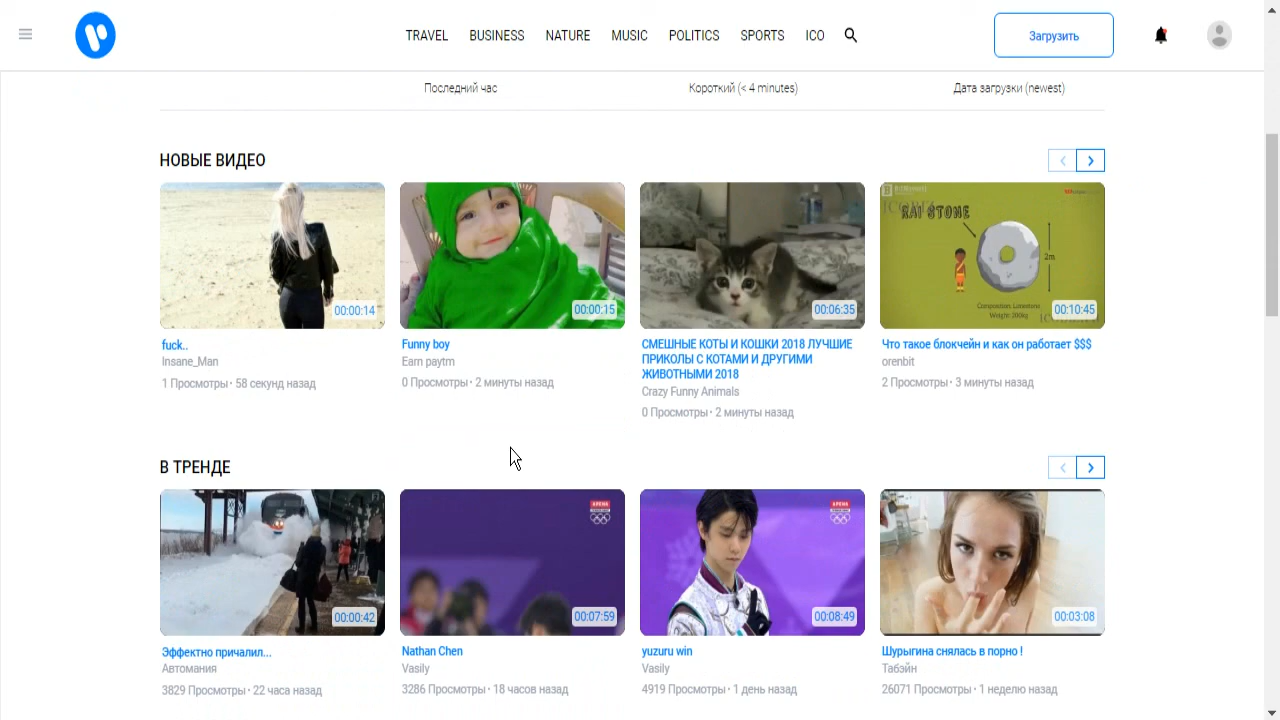 TRAVEL BUSINESS NATURE MUSIC POLITICS SPORTS ICO Загрузить
Последний час Короткий (< 4 minutes) Дата загрузки (newest)
НОВЫЕ ВИДЕО
RAI STONE
2m
Composition: Limestone
Weight: 200kg
00:00:14 00:00:15 00:06:35 00:10:45
fuck..
Insane_Man
1 Просмотры · 58 секунд назад
Funny boy
Earn paytm
0 Просмотры · 2 минуты назад
СМЕШНЫЕ КОТЫ И КОШКИ 2018 ЛУЧШИЕ
ПРИКОЛЫ С КОТАМИ И ДРУГИМИ
ЖИВОТНЫМИ 2018
Crazy Funny Animals
0 Просмотры · 2 минуты назад
Что такое блокчейн и как он работает $$$
orenbit
2 Просмотры · 3 минуты назад
В ТРЕНДЕ
00:00:42 00:07:59 00:08:49 00:03:08
Эффектно причалил...
Автомания
3829 Просмотры · 22 часа назад
Nathan Chen
Vasily
3286 Просмотры · 18 часов назад
yuzuru win
Vasily
4919 Просмотры · 1 день назад
Шурыгина снялась в порно !
Табэйн
26071 Просмотры · 1 неделю назад